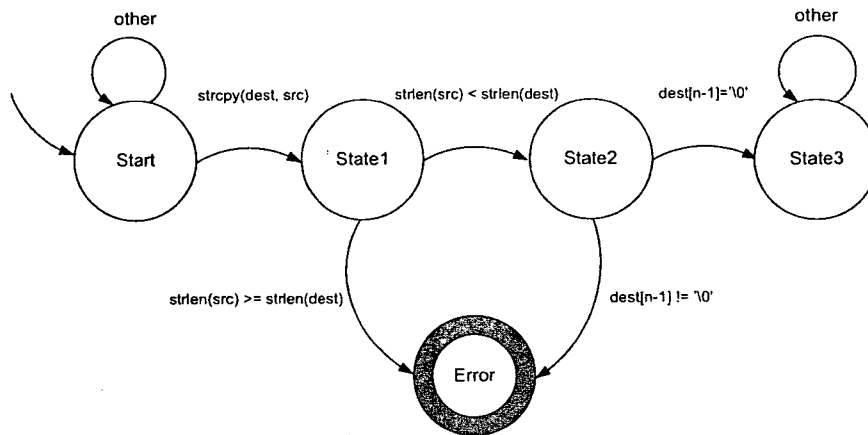 other
other
strcpy(dest, src)
strlen(src) < strlen(dest)
dest[n-1]='\0'
Start
State1
State2
State3
strlen(src) >= strlen(dest)
dest[n-1] != '\0'
Error